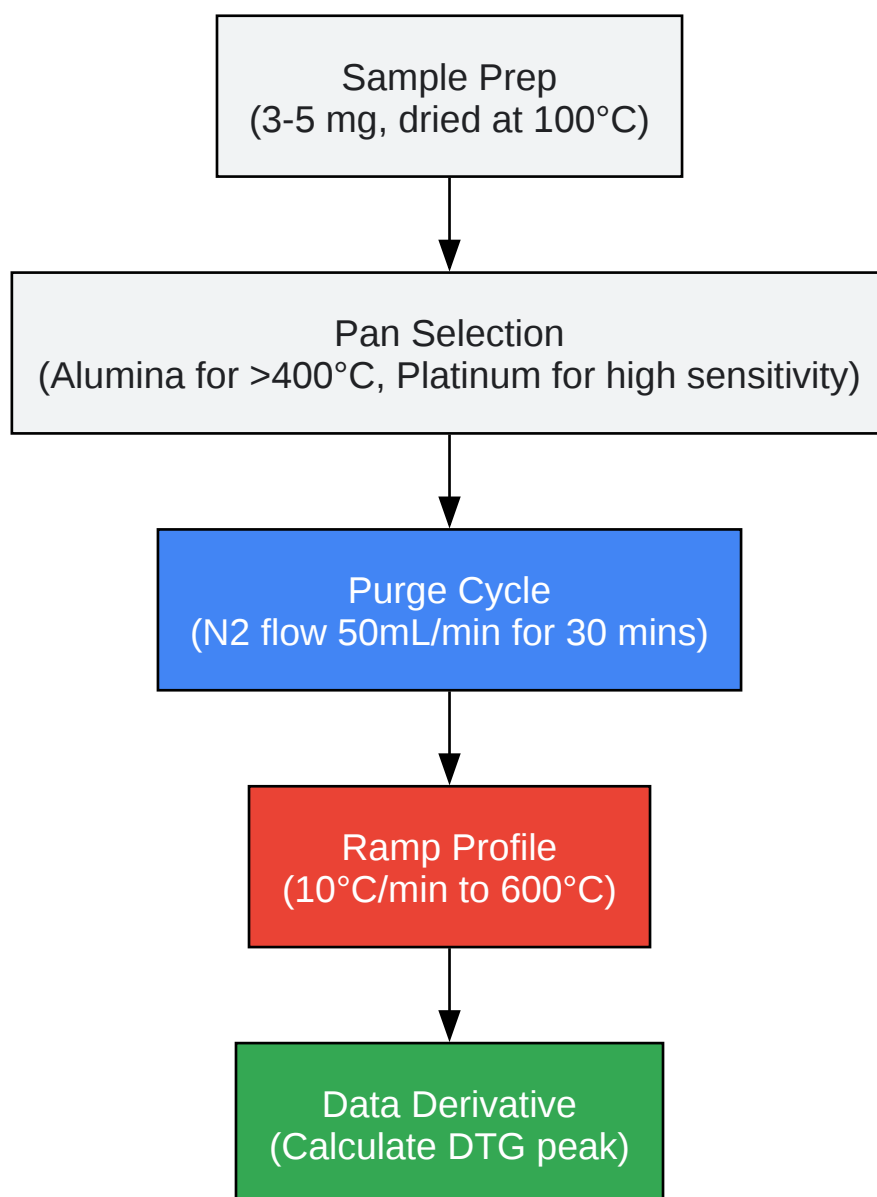 Sample Prep
(3-5 mg, dried at 100°C)
Pan Selection
(Alumina for >400°C, Platinum for high sensitivity)
Purge Cycle
(N2 flow 50mL/min for 30 mins)
Ramp Profile
(10°C/min to 600°C)
Data Derivative
(Calculate DTG peak)